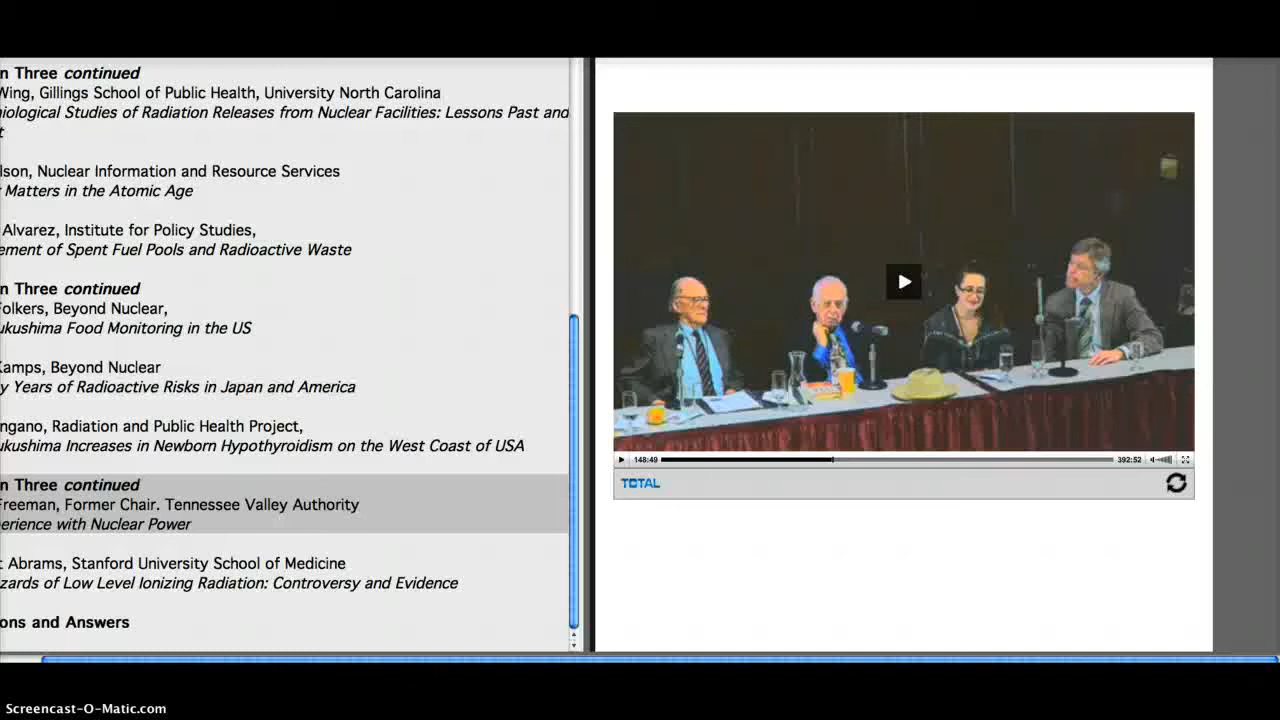 n Three continued
Wing, Gillings School of Public Health, University North Carolina
iological Studies of Radiation Releases from Nuclear Facilities: Lessons Past and
t
lson, Nuclear Information and Resource Services
Matters in the Atomic Age
Alvarez, Institute for Policy Studies,
ement of Spent Fuel Pools and Radioactive Waste
n Three continued
Folkers, Beyond Nuclear,
ukushima Food Monitoring in the US
Kamps, Beyond Nuclear
y Years of Radioactive Risks in Japan and America
ngano, Radiation and Public Health Project,
ukushima Increases in Newborn Hypothyroidism on the West Coast of USA
n Three continued
Freeman, Former Chair. Tennessee Valley Authority
erience with Nuclear Power
t Abrams, Stanford University School of Medicine
zards of Low Level Ionizing Radiation: Controversy and Evidence
ons and Answers
148:49
392:52
TOTAL
Screencast-O-Matic.com